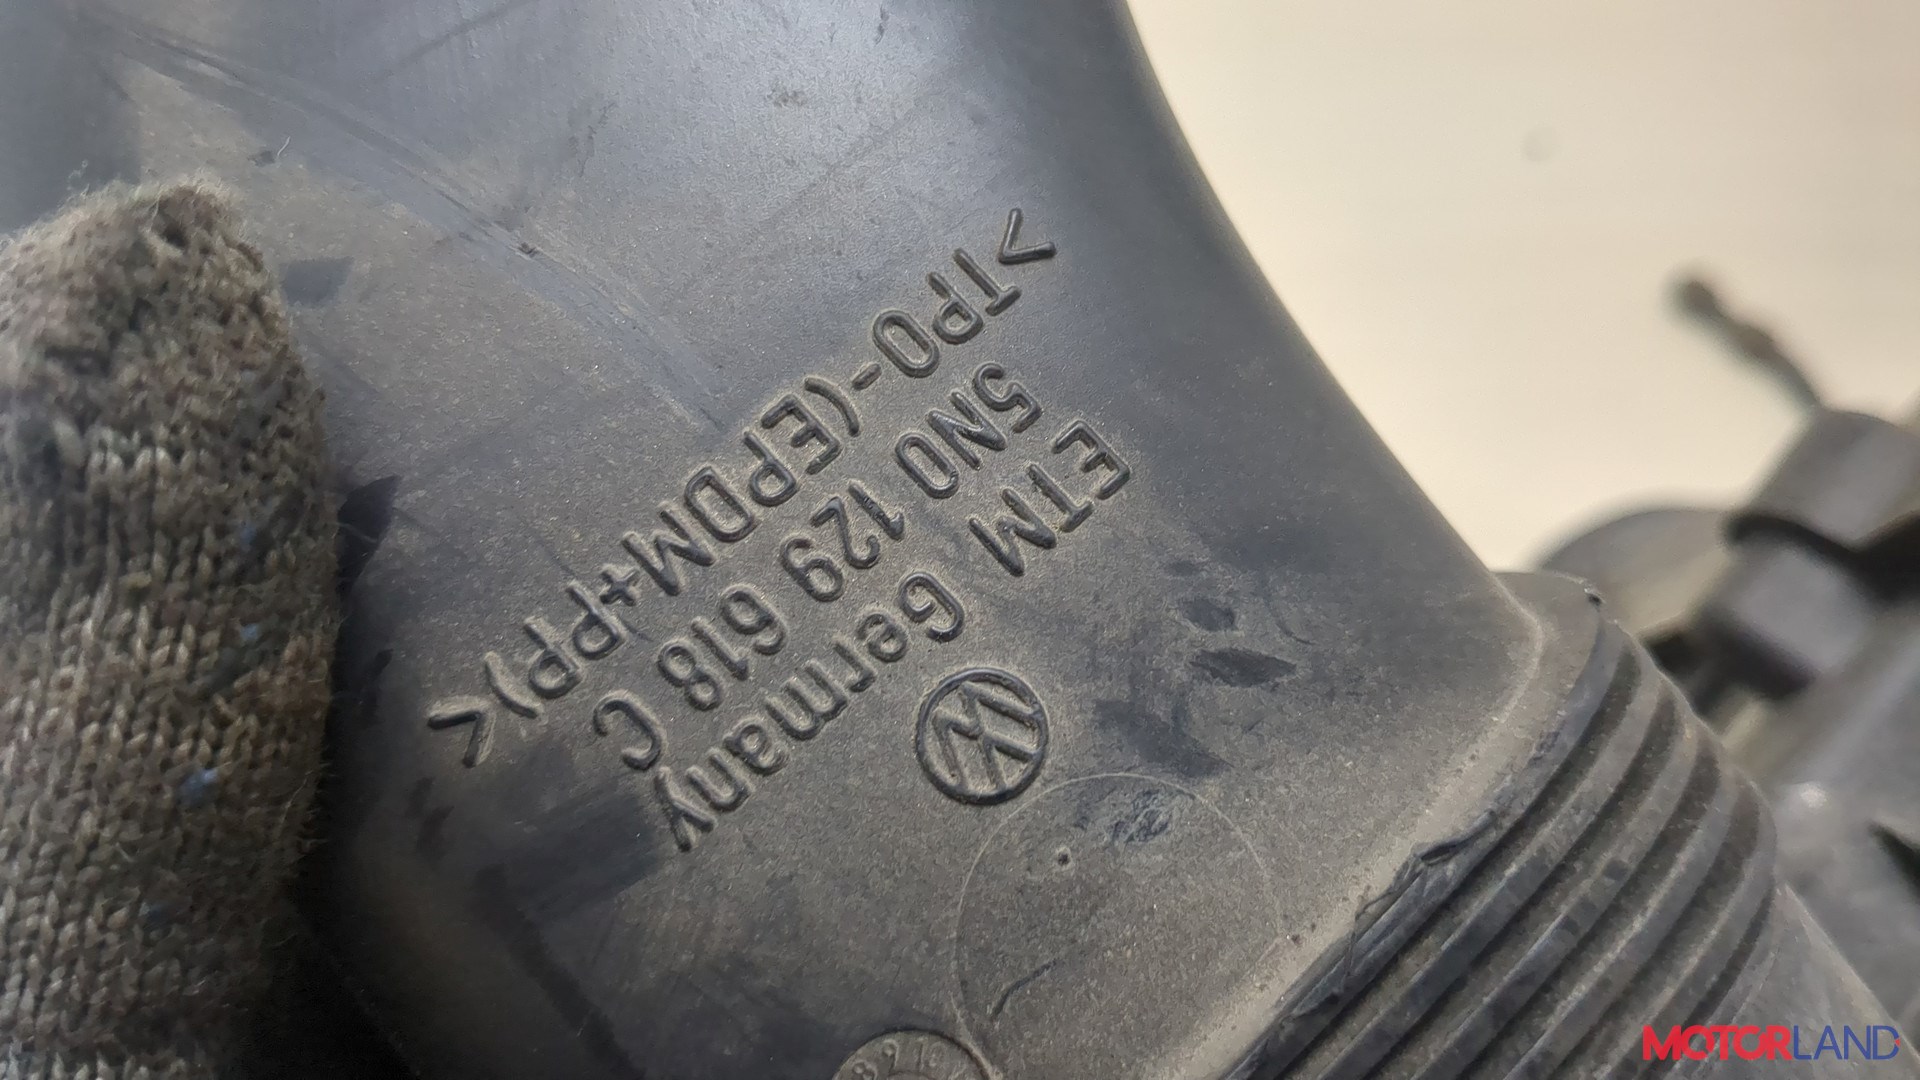 ETM Germany
5N0 129 618 C
>TPO-(EPDM+PP)<
MOTORLAND